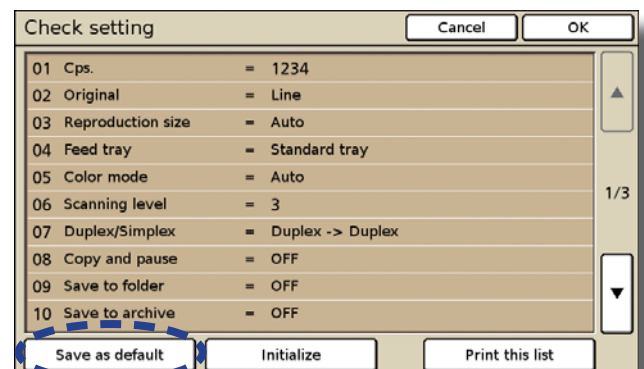 Check setting Cancel OK
01 Cps. = 1234
02 Original = Line
03 Reproduction size = Auto
04 Feed tray = Standard tray
05 Color mode = Auto
1/3
06 Scanning level = 3
07 Duplex/Simplex = Duplex -> Duplex
08 Copy and pause = OFF
09 Save to folder = OFF
10 Save to archive = OFF
Save as default Initialize Print this list